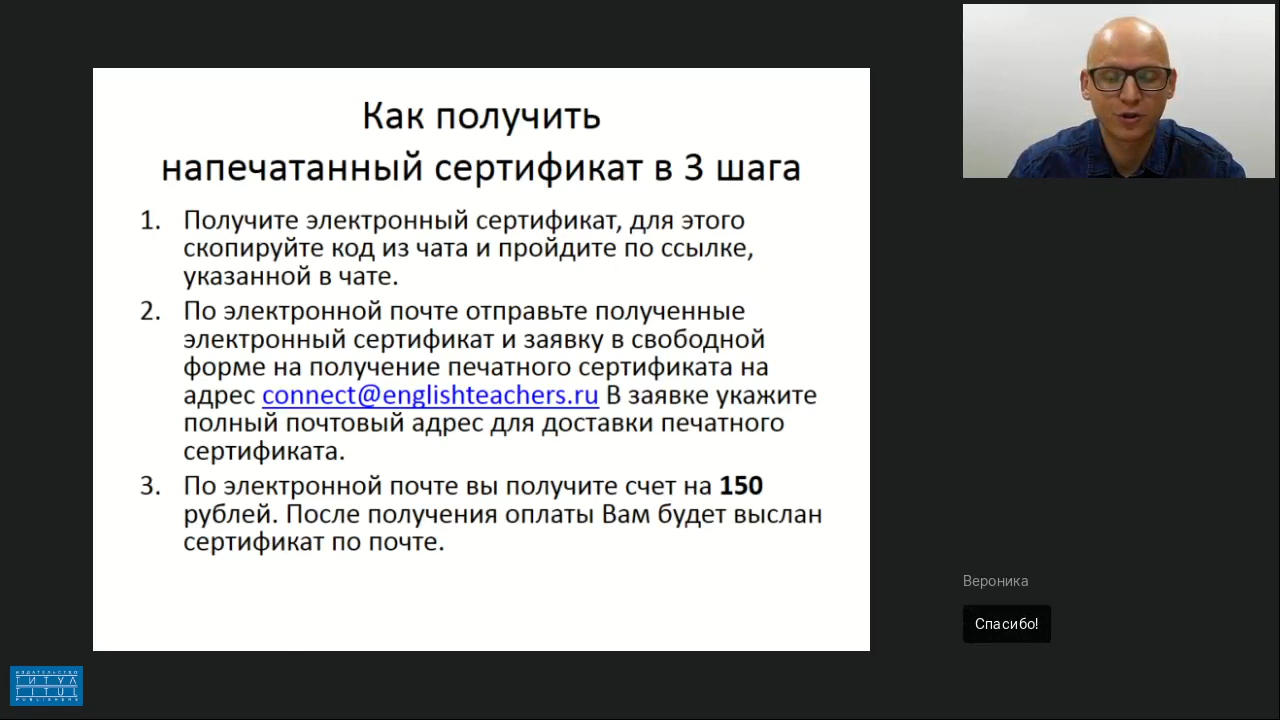 Как получить
напечатанный сертификат в 3 шага
1. Получите электронный сертификат, для этого
скопируйте код из чата и пройдите по ссылке,
указанной в чате.
2. По электронной почте отправьте полученные
электронный сертификат и заявку в свободной
форме на получение печатного сертификата на
адрес connect@englishteachers.ru В заявке укажите
полный почтовый адрес для доставки печатного
сертификата.
3. По электронной почте вы получите счет на 150
рублей. После получения оплаты Вам будет выслан
сертификат по почте.
Вероника
Спасибо!
ИЗДАТЕЛЬСТВО
ТИТУЛ
TITUL
PUBLISHERS